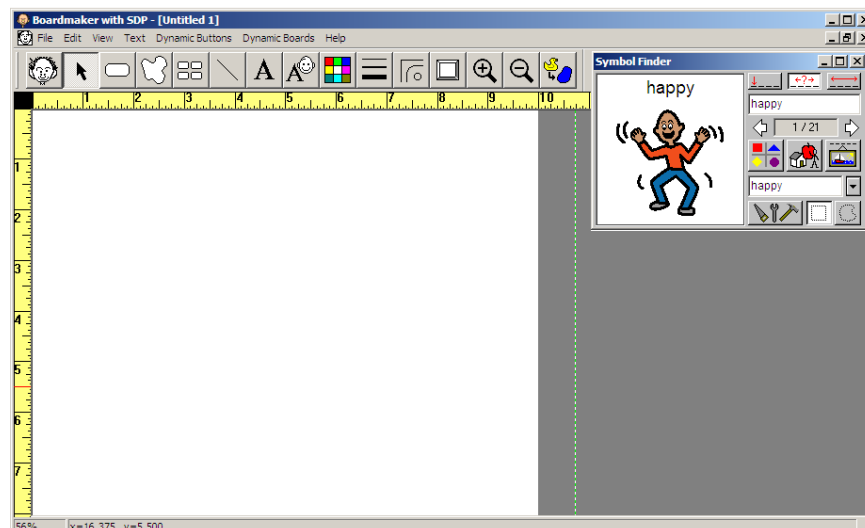 Boardmaker with SDP - [Untitled 1]
File Edit View Text Dynamic Buttons Dynamic Boards Help
A A
1 2 3 4 5 6 7 8 9 10
1
2
3
4
5
6
7
Symbol Finder
happy
←?→
happy
1 / 21
happy
56% x=16.375 y=5.500